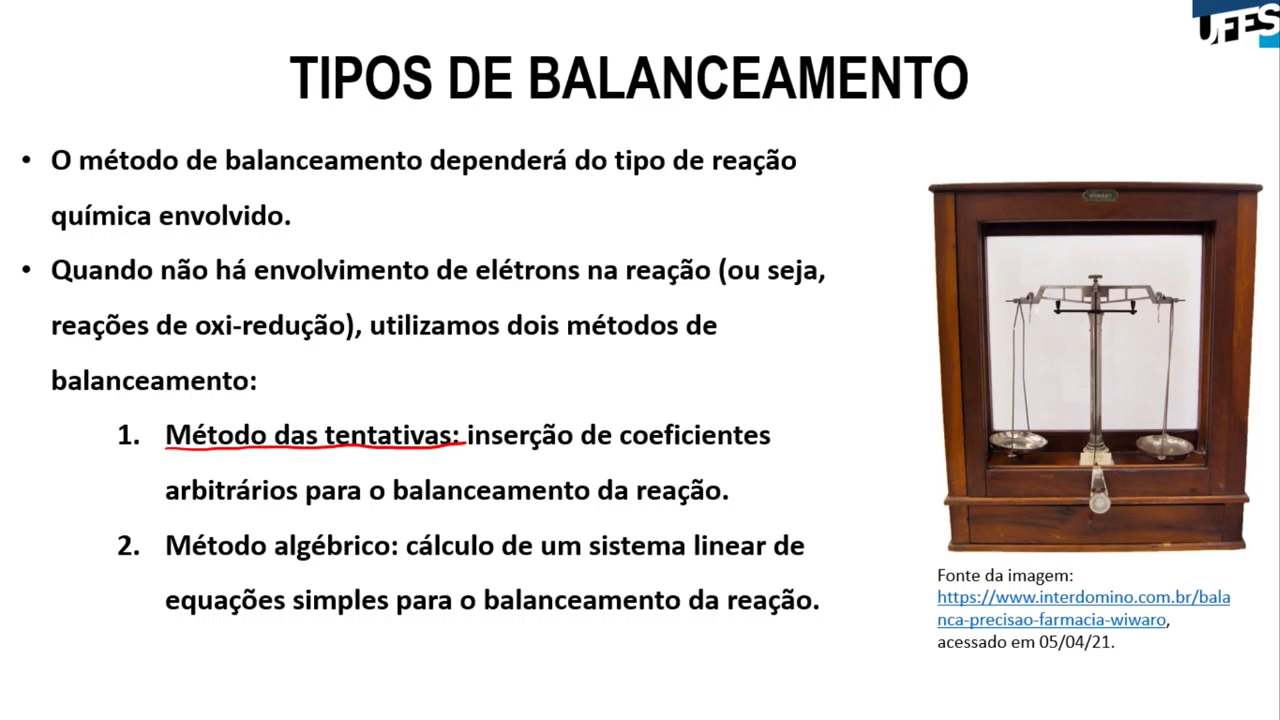 UFES
TIPOS DE BALANCEAMENTO
• O método de balanceamento dependerá do tipo de reação
química envolvido.
• Quando não há envolvimento de elétrons na reação (ou seja,
reações de oxi-redução), utilizamos dois métodos de
balanceamento:
1. Método das tentativas: inserção de coeficientes
arbitrários para o balanceamento da reação.
2. Método algébrico: cálculo de um sistema linear de
equações simples para o balanceamento da reação.
Fonte da imagem:
https://www.interdomino.com.br/bala
nca-precisao-farmacia-wiwaro,
acessado em 05/04/21.